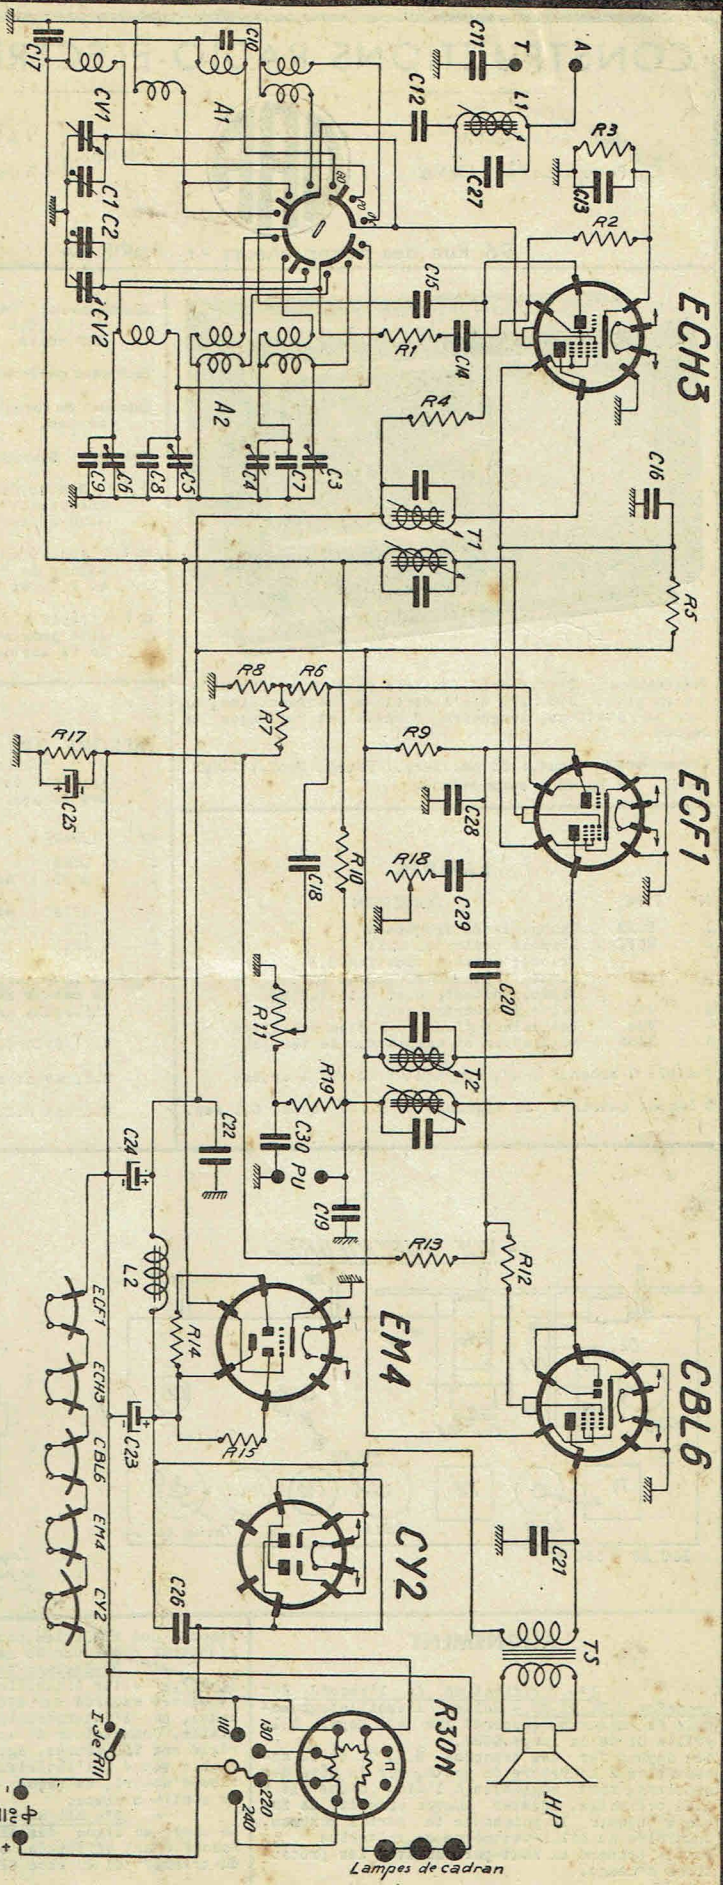 ECH3
ECF1
CBL6
EM4
CY2
R30N
A
T
C11
C12
L1
C27
R3
C13
R2
C10
C17
A1
CV1
C1
C2
CV2
C15
R1
C14
R4
A2
C9
C6
C8
C5
C4
C7
C3
T1
C16
R5
R8
R6
R7
R9
C28
R18
C29
C20
R17
C25
C18
R10
R11
R19
T2
C30
PU
C19
C22
C24
L2
R13
R12
R14
R15
C23
C21
TS
HP
C26
ECF1
ECH3
CBL6
EM4
CY2
110
130
220
240
I. de R11
ou
-
+
Lampes de cadran